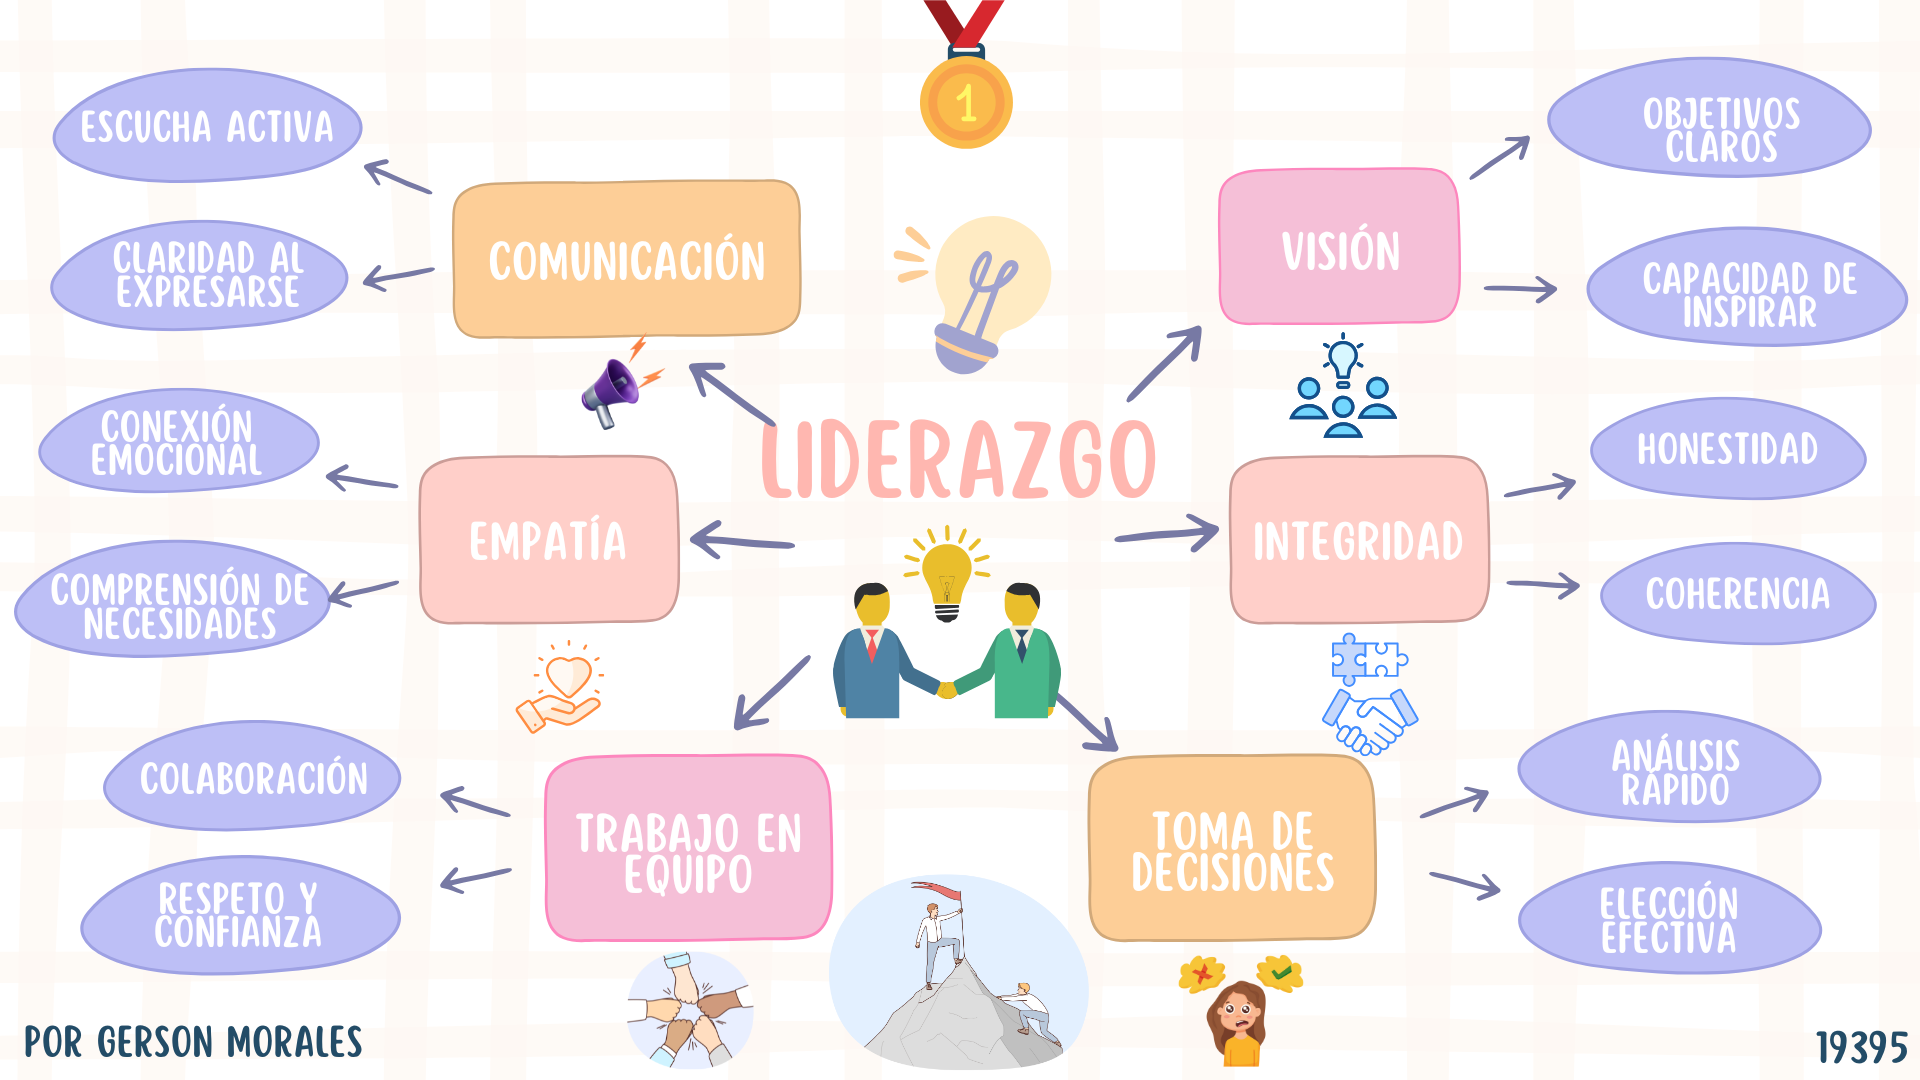 1
ESCUCHA ACTIVA
CLARIDAD AL
EXPRESARSE
COMUNICACIÓN
VISIÓN
OBJETIVOS
CLAROS
CAPACIDAD DE
INSPIRAR
LIDERAZGO
CONEXIÓN
EMOCIONAL
COMPRENSIÓN DE
NECESIDADES
EMPATÍA
INTEGRIDAD
HONESTIDAD
COHERENCIA
COLABORACIÓN
RESPETO Y
CONFIANZA
TRABAJO EN
EQUIPO
TOMA DE
DECISIONES
ANÁLISIS
RÁPIDO
ELECCIÓN
EFECTIVA
POR GERSON MORALES
19395